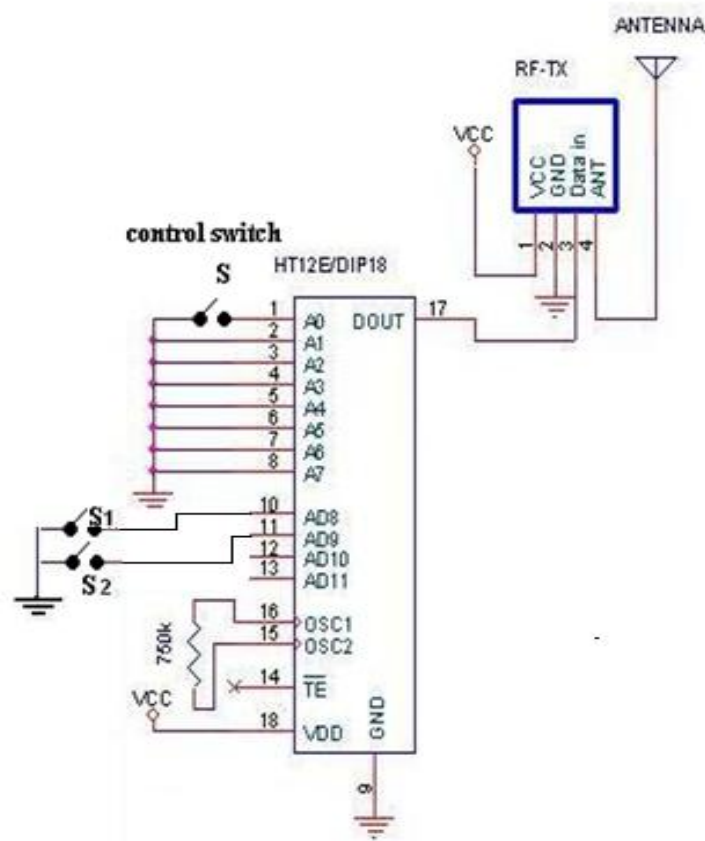 ANTENNA
RF-TX
VCC
VCC
GND
Data in
ANT
1
2
3
4
control switch
S
HT12E/DIP18
1 A0
DOUT 17
2 A1
3 A2
4 A3
5 A4
6 A5
7 A6
8 A7
S1
10 AD8
11 AD9
12 AD10
13 AD11
S2
16 OSC1
15 OSC2
750k
14 TE
VCC
18 VDD
GND
9